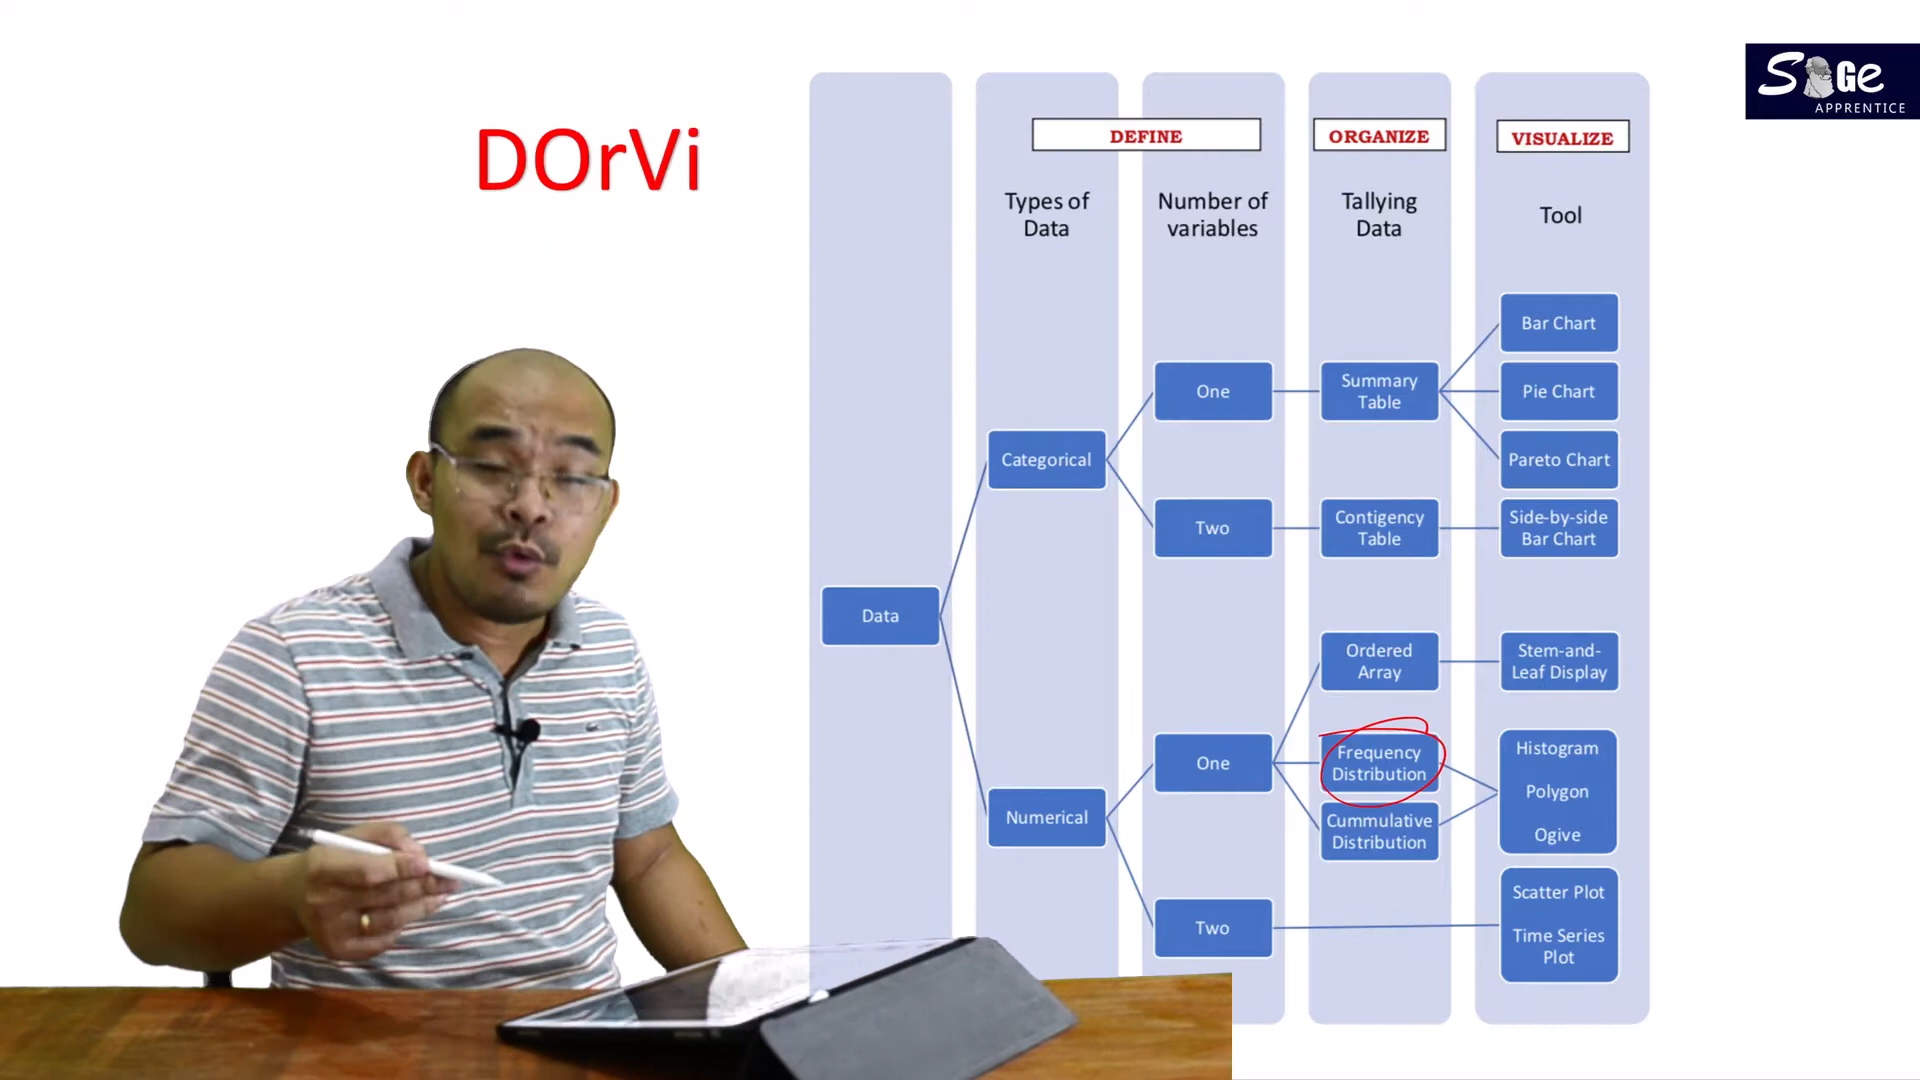 SaGe
APPRENTICE
DOrVi
DEFINE
ORGANIZE
VISUALIZE
Types of
Data
Number of
variables
Tallying
Data
Tool
Data
Categorical
Numerical
One
Two
One
Two
Summary
Table
Contigency
Table
Ordered
Array
Frequency
Distribution
Cummulative
Distribution
Bar Chart
Pie Chart
Pareto Chart
Side-by-side
Bar Chart
Stem-and-
Leaf Display
Histogram
Polygon
Ogive
Scatter Plot
Time Series
Plot